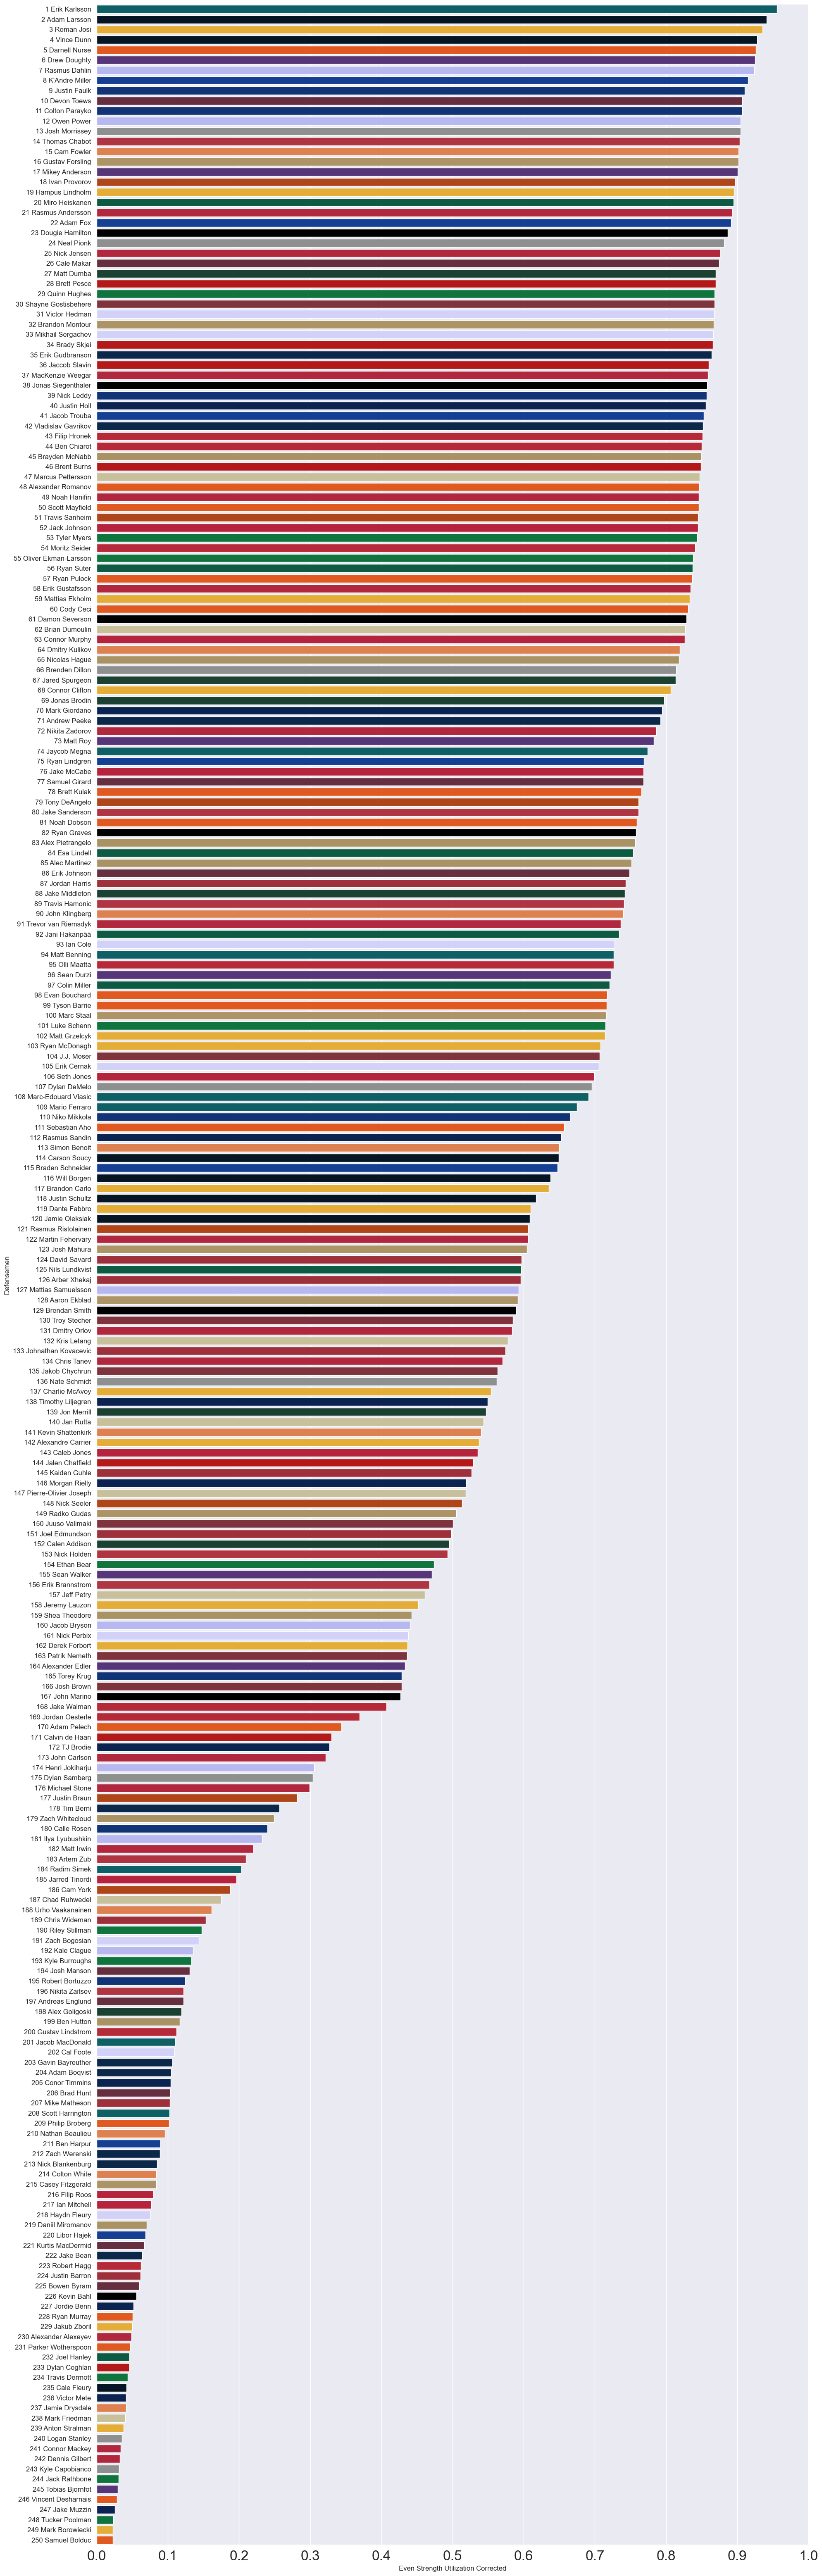 1 Erik Karlsson
2 Adam Larsson
3 Roman Josi
4 Vince Dunn
5 Darnell Nurse
6 Drew Doughty
7 Rasmus Dahlin
8 K'Andre Miller
9 Justin Faulk
10 Devon Toews
11 Colton Parayko
12 Owen Power
13 Josh Morrissey
14 Thomas Chabot
15 Cam Fowler
16 Gustav Forsling
17 Mikey Anderson
18 Ivan Provorov
19 Hampus Lindholm
20 Miro Heiskanen
21 Rasmus Andersson
22 Adam Fox
23 Dougie Hamilton
24 Neal Pionk
25 Nick Jensen
26 Cale Makar
27 Matt Dumba
28 Brett Pesce
29 Quinn Hughes
30 Shayne Gostisbehere
31 Victor Hedman
32 Brandon Montour
33 Mikhail Sergachev
34 Brady Skjei
35 Erik Gudbranson
36 Jaccob Slavin
37 MacKenzie Weegar
38 Jonas Siegenthaler
39 Nick Leddy
40 Justin Holl
41 Jacob Trouba
42 Vladislav Gavrikov
43 Filip Hronek
44 Ben Chiarot
45 Brayden McNabb
46 Brent Burns
47 Marcus Pettersson
48 Alexander Romanov
49 Noah Hanifin
50 Scott Mayfield
51 Travis Sanheim
52 Jack Johnson
53 Tyler Myers
54 Moritz Seider
55 Oliver Ekman-Larsson
56 Ryan Suter
57 Ryan Pulock
58 Erik Gustafsson
59 Mattias Ekholm
60 Cody Ceci
61 Damon Severson
62 Brian Dumoulin
63 Connor Murphy
64 Dmitry Kulikov
65 Nicolas Hague
66 Brenden Dillon
67 Jared Spurgeon
68 Connor Clifton
69 Jonas Brodin
70 Mark Giordano
71 Andrew Peeke
72 Nikita Zadorov
73 Matt Roy
74 Jaycob Megna
75 Ryan Lindgren
76 Jake McCabe
77 Samuel Girard
78 Brett Kulak
79 Tony DeAngelo
80 Jake Sanderson
81 Noah Dobson
82 Ryan Graves
83 Alex Pietrangelo
84 Esa Lindell
85 Alec Martinez
86 Erik Johnson
87 Jordan Harris
88 Jake Middleton
89 Travis Hamonic
90 John Klingberg
91 Trevor van Riemsdyk
92 Jani Hakanpää
93 Ian Cole
94 Matt Benning
95 Olli Maatta
96 Sean Durzi
97 Colin Miller
98 Evan Bouchard
99 Tyson Barrie
100 Marc Staal
101 Luke Schenn
102 Matt Grzelcyk
103 Ryan McDonagh
104 J.J. Moser
105 Erik Cernak
106 Seth Jones
107 Dylan DeMelo
108 Marc-Edouard Vlasic
109 Mario Ferraro
110 Niko Mikkola
111 Sebastian Aho
112 Rasmus Sandin
113 Simon Benoit
114 Carson Soucy
115 Braden Schneider
116 Will Borgen
117 Brandon Carlo
118 Justin Schultz
119 Dante Fabbro
120 Jamie Oleksiak
121 Rasmus Ristolainen
122 Martin Fehervary
123 Josh Mahura
124 David Savard
125 Nils Lundkvist
126 Arber Xhekaj
127 Mattias Samuelsson
128 Aaron Ekblad
129 Brendan Smith
130 Troy Stecher
131 Dmitry Orlov
132 Kris Letang
133 Johnathan Kovacevic
134 Chris Tanev
135 Jakob Chychrun
136 Nate Schmidt
137 Charlie McAvoy
138 Timothy Liljegren
139 Jon Merrill
140 Jan Rutta
141 Kevin Shattenkirk
142 Alexandre Carrier
143 Caleb Jones
144 Jalen Chatfield
145 Kaiden Guhle
146 Morgan Rielly
147 Pierre-Olivier Joseph
148 Nick Seeler
149 Radko Gudas
150 Juuso Valimaki
151 Joel Edmundson
152 Calen Addison
153 Nick Holden
154 Ethan Bear
155 Sean Walker
156 Erik Brannstrom
157 Jeff Petry
158 Jeremy Lauzon
159 Shea Theodore
160 Jacob Bryson
161 Nick Perbix
162 Derek Forbort
163 Patrik Nemeth
164 Alexander Edler
165 Torey Krug
166 Josh Brown
167 John Marino
168 Jake Walman
169 Jordan Oesterle
170 Adam Pelech
171 Calvin de Haan
172 TJ Brodie
173 John Carlson
174 Henri Jokiharju
175 Dylan Samberg
176 Michael Stone
177 Justin Braun
178 Tim Berni
179 Zach Whitecloud
180 Calle Rosen
181 Ilya Lyubushkin
182 Matt Irwin
183 Artem Zub
184 Radim Simek
185 Jarred Tinordi
186 Cam York
187 Chad Ruhwedel
188 Urho Vaakanainen
189 Chris Wideman
190 Riley Stillman
191 Zach Bogosian
192 Kale Clague
193 Kyle Burroughs
194 Josh Manson
195 Robert Bortuzzo
196 Nikita Zaitsev
197 Andreas Englund
198 Alex Goligoski
199 Ben Hutton
200 Gustav Lindstrom
201 Jacob MacDonald
202 Cal Foote
203 Gavin Bayreuther
204 Adam Boqvist
205 Conor Timmins
206 Brad Hunt
207 Mike Matheson
208 Scott Harrington
209 Philip Broberg
210 Nathan Beaulieu
211 Ben Harpur
212 Zach Werenski
213 Nick Blankenburg
214 Colton White
215 Casey Fitzgerald
216 Filip Roos
217 Ian Mitchell
218 Haydn Fleury
219 Daniil Miromanov
220 Libor Hajek
221 Kurtis MacDermid
222 Jake Bean
223 Robert Hagg
224 Justin Barron
225 Bowen Byram
226 Kevin Bahl
227 Jordie Benn
228 Ryan Murray
229 Jakub Zboril
230 Alexander Alexeyev
231 Parker Wotherspoon
232 Joel Hanley
233 Dylan Coghlan
234 Travis Dermott
235 Cale Fleury
236 Victor Mete
237 Jamie Drysdale
238 Mark Friedman
239 Anton Stralman
240 Logan Stanley
241 Connor Mackey
242 Dennis Gilbert
243 Kyle Capobianco
244 Jack Rathbone
245 Tobias Bjornfot
246 Vincent Desharnais
247 Jake Muzzin
248 Tucker Poolman
249 Mark Borowiecki
250 Samuel Bolduc
Defensemen
0.0 0.1 0.2 0.3 0.4 0.5 0.6 0.7 0.8 0.9 1.0
Even Strength Utilization Corrected